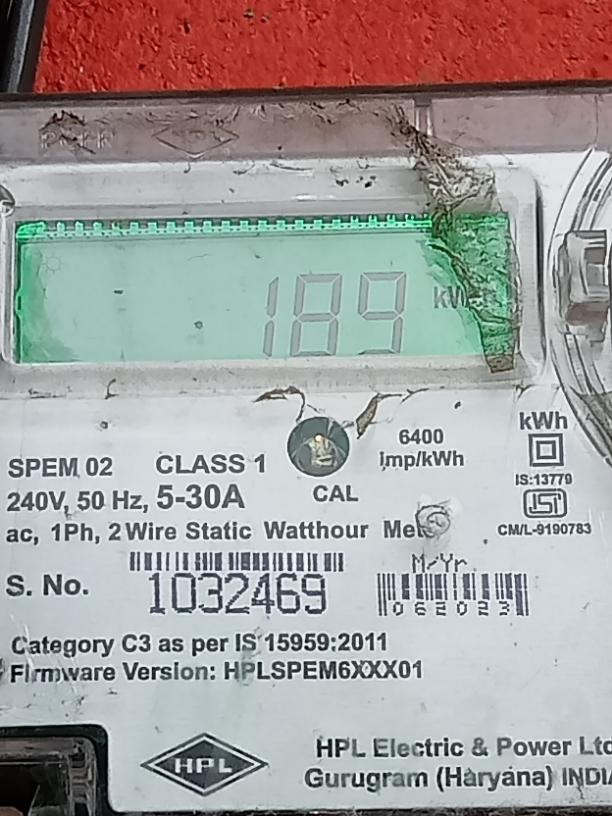 189
kWh
SPEM 02 CLASS 1
CAL
6400
imp/kWh
kWh
IS:13779
ISI
CM/L-9190783
240V, 50 Hz, 5-30A
ac, 1Ph, 2 Wire Static Watthour
M/Yr.
S. No. 1032469
062023
Category C3 as per IS 15959:2011
Firmware Version: HPLSPEM6XXX01
HPL
HPL Electric & Power Ltd
Gurugram (Haryana) INDIA